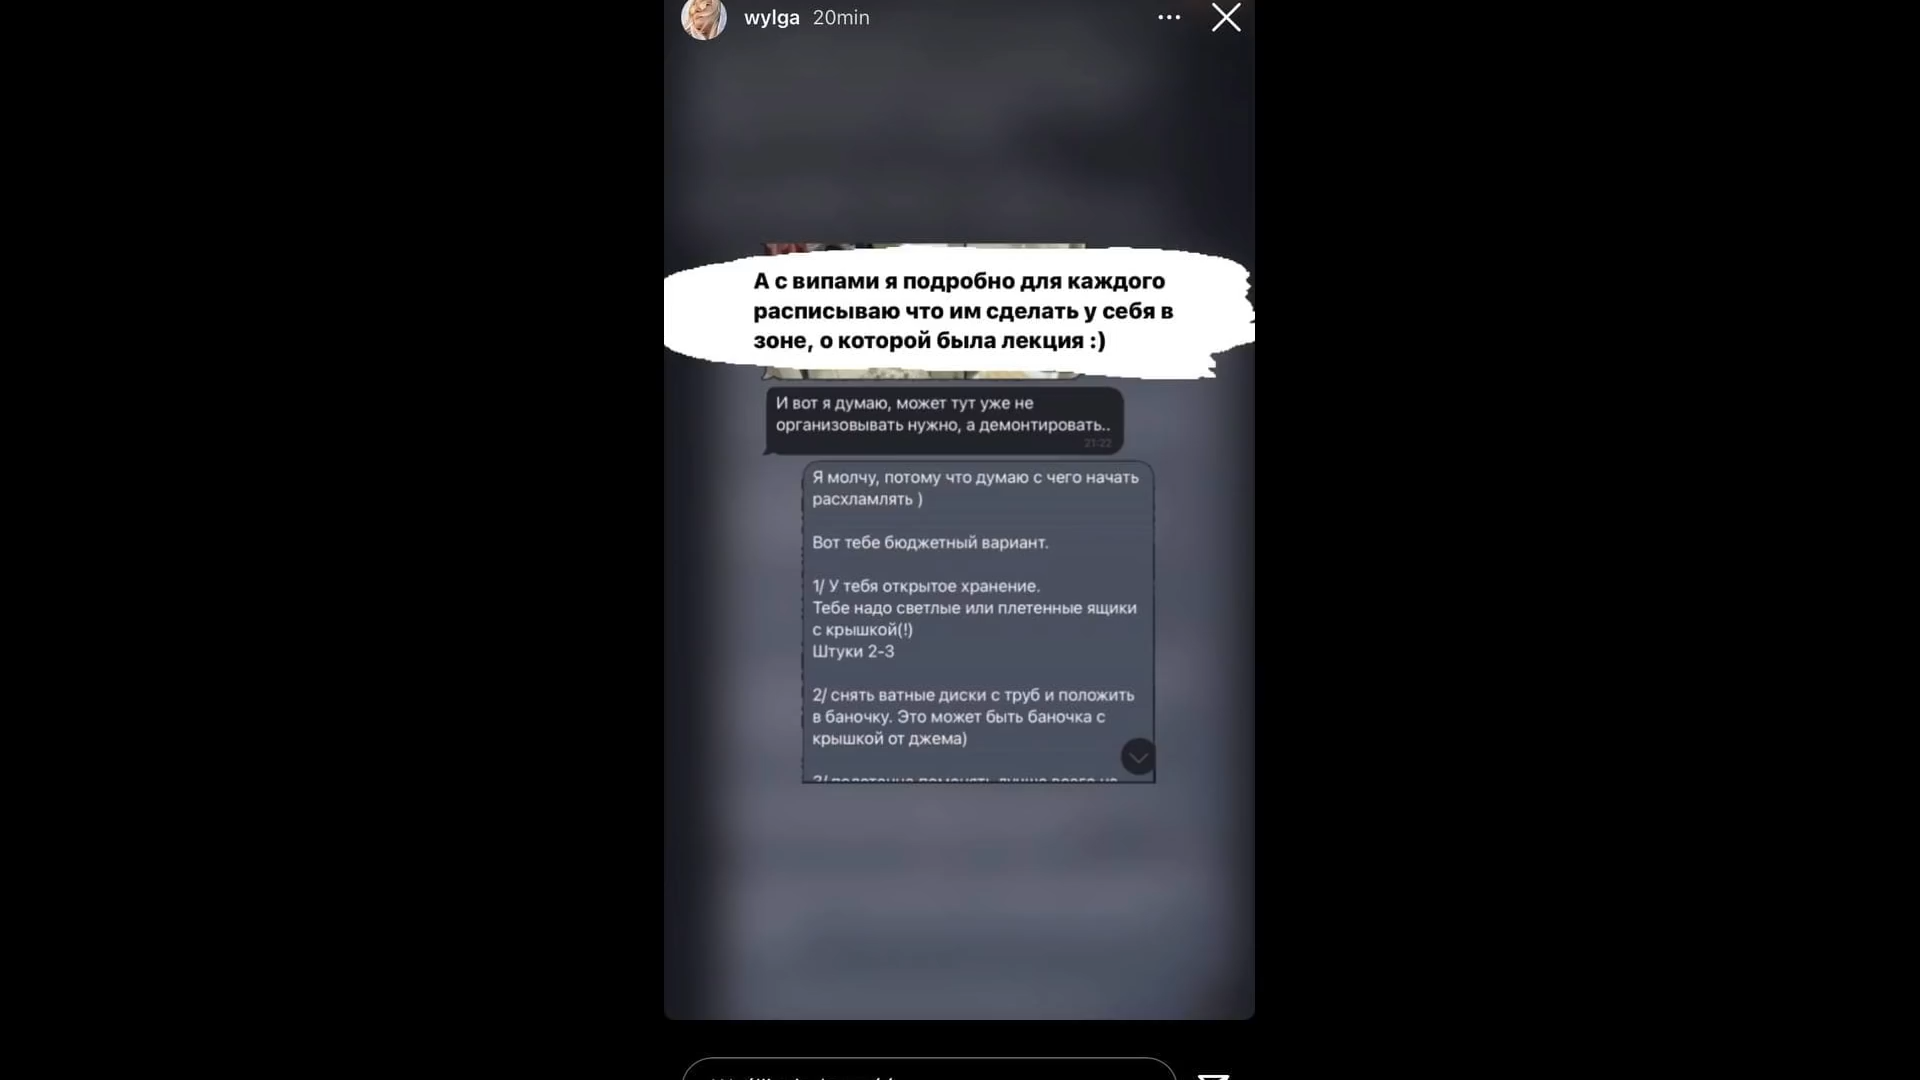 wylga 20min
А с випами я подробно для каждого
расписываю что им сделать у себя в
зоне, о которой была лекция :)
И вот я думаю, может тут уже не
организовывать нужно, а демонтировать..
21:22
Я молчу, потому что думаю с чего начать
расхламлять )
Вот тебе бюджетный вариант.
1/ У тебя открытое хранение.
Тебе надо светлые или плетенные ящики
с крышкой(!)
Штуки 2-3
2/ снять ватные диски с труб и положить
в баночку. Это может быть баночка с
крышкой от джема)